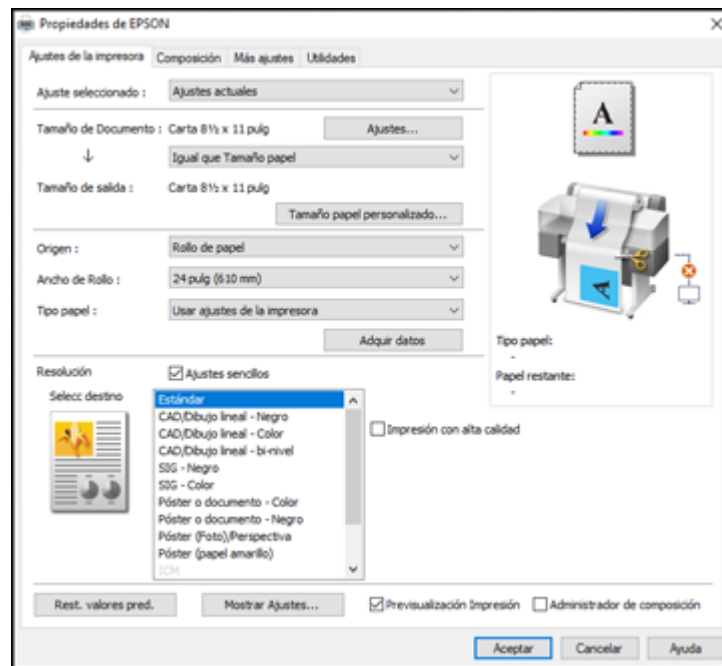 Propiedades de EPSON
Ajustes de la impresora Composición Más ajustes Utilidades
Ajuste seleccionado : Ajustes actuales
Tamaño de Documento : Carta 8½ x 11 pulg Ajustes...
Igual que Tamaño papel
Tamaño de salida : Carta 8½ x 11 pulg
Tamaño papel personalizado...
Origen : Rollo de papel
Ancho de Rollo : 24 pulg (610 mm)
Tipo papel : Usar ajustes de la impresora
Adquir datos
A
A
Tipo papel:
-
Papel restante:
-
Resolución Ajustes sencillos
Selecc destino
Estándar
CAD/Dibujo lineal - Negro
CAD/Dibujo lineal - Color
CAD/Dibujo lineal - bi-nivel
SIG - Negro
SIG - Color
Póster o documento - Color
Póster o documento - Negro
Póster (Foto)/Perspectiva
Póster (papel amarillo)
ICM
Impresión con alta calidad
Rest. valores pred. Mostrar Ajustes... Previsualización Impresión Administrador de composición
Aceptar Cancelar Ayuda